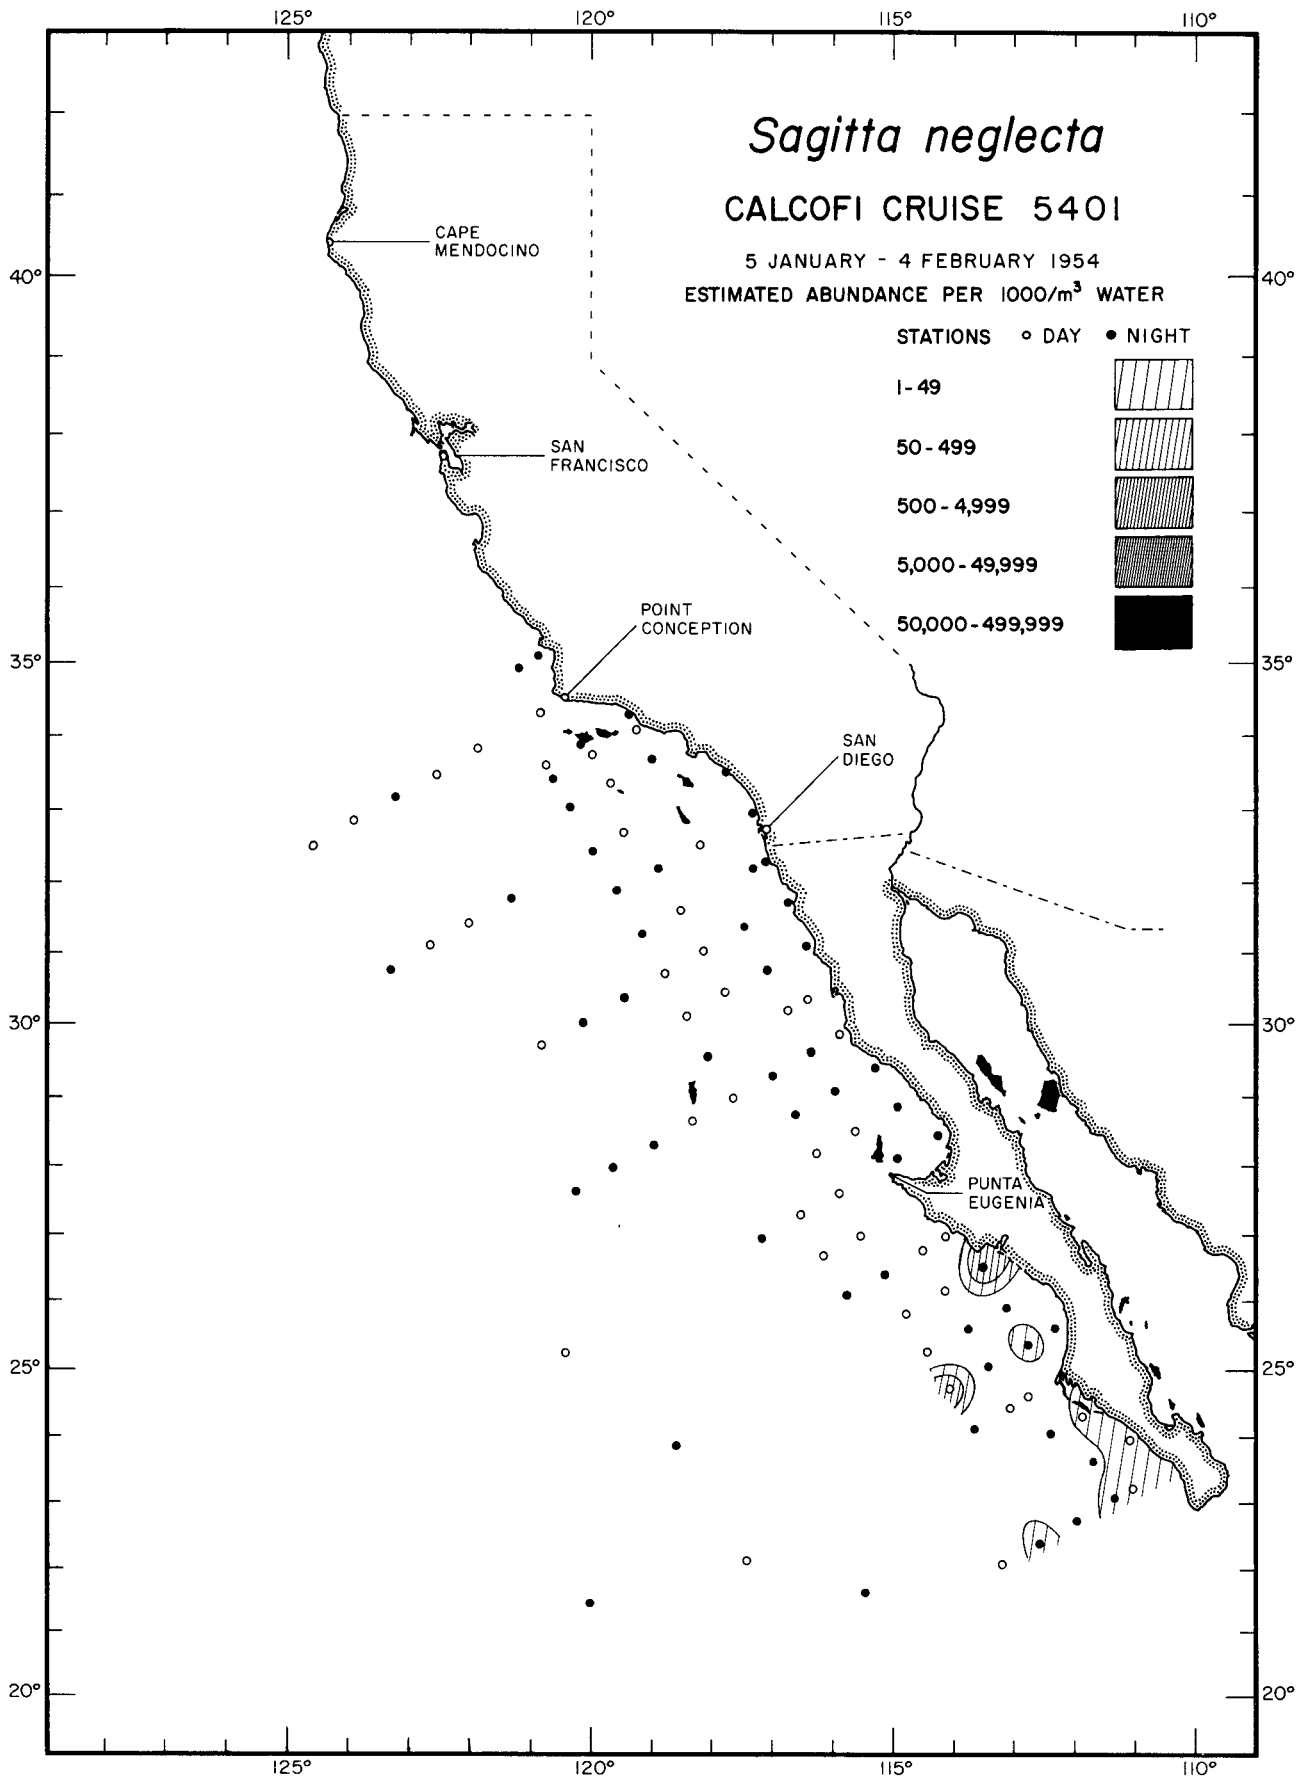 125° 120° 115° 110°
Sagitta neglecta
CALCOFI CRUISE 5401
5 JANUARY - 4 FEBRUARY 1954
ESTIMATED ABUNDANCE PER 1000/m³ WATER
STATIONS ○ DAY ● NIGHT
1-49
50-499
500-4,999
5,000-49,999
50,000-499,999
CAPE
MENDOCINO
40° 40°
SAN
FRANCISCO
POINT
CONCEPTION
35° 35°
SAN
DIEGO
30° 30°
PUNTA
EUGENIA
25° 25°
20° 20°
125° 120° 115° 110°